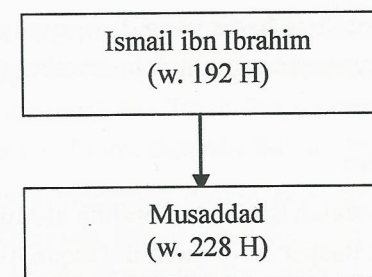 Ismail ibn Ibrahim
(w. 192 H)
Musaddad
(w. 228 H)